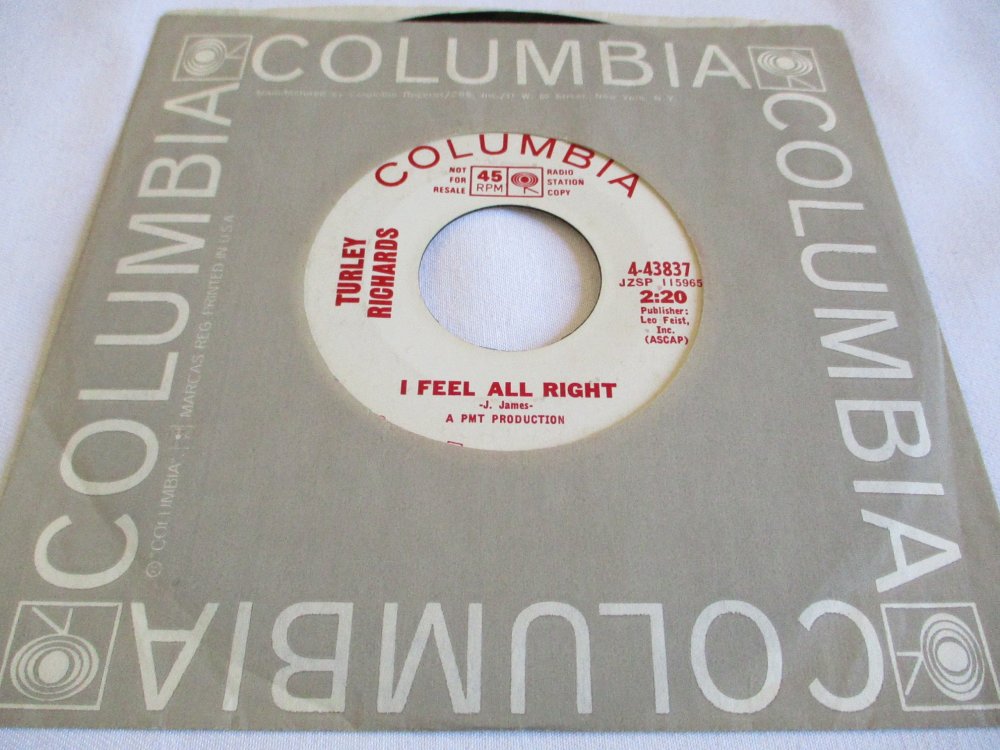 COLUMBIA
COLUMBIA
COLUMBIA
COLUMBIA
MARCAS REG. PRINTED IN U.S.A.
© "COLUMBIA",
COLUMBIA
NOT FOR RESALE
45 RPM
RADIO STATION COPY
TURLEY
RICHARDS
4-43837
JZSP 115965
2:20
Publisher:
Leo Feist,
Inc.
(ASCAP)
I FEEL ALL RIGHT
-J. James-
A PMT PRODUCTION